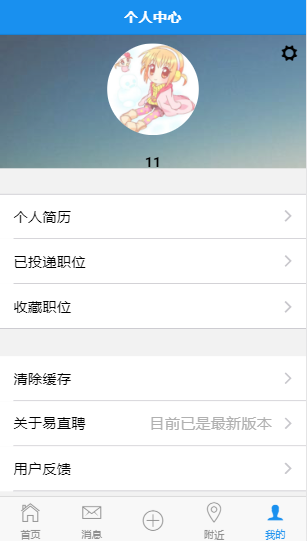 个人中心
11
个人简历
已投递职位
收藏职位
清除缓存
关于易直聘 目前已是最新版本
用户反馈
首页 消息 附近 我的